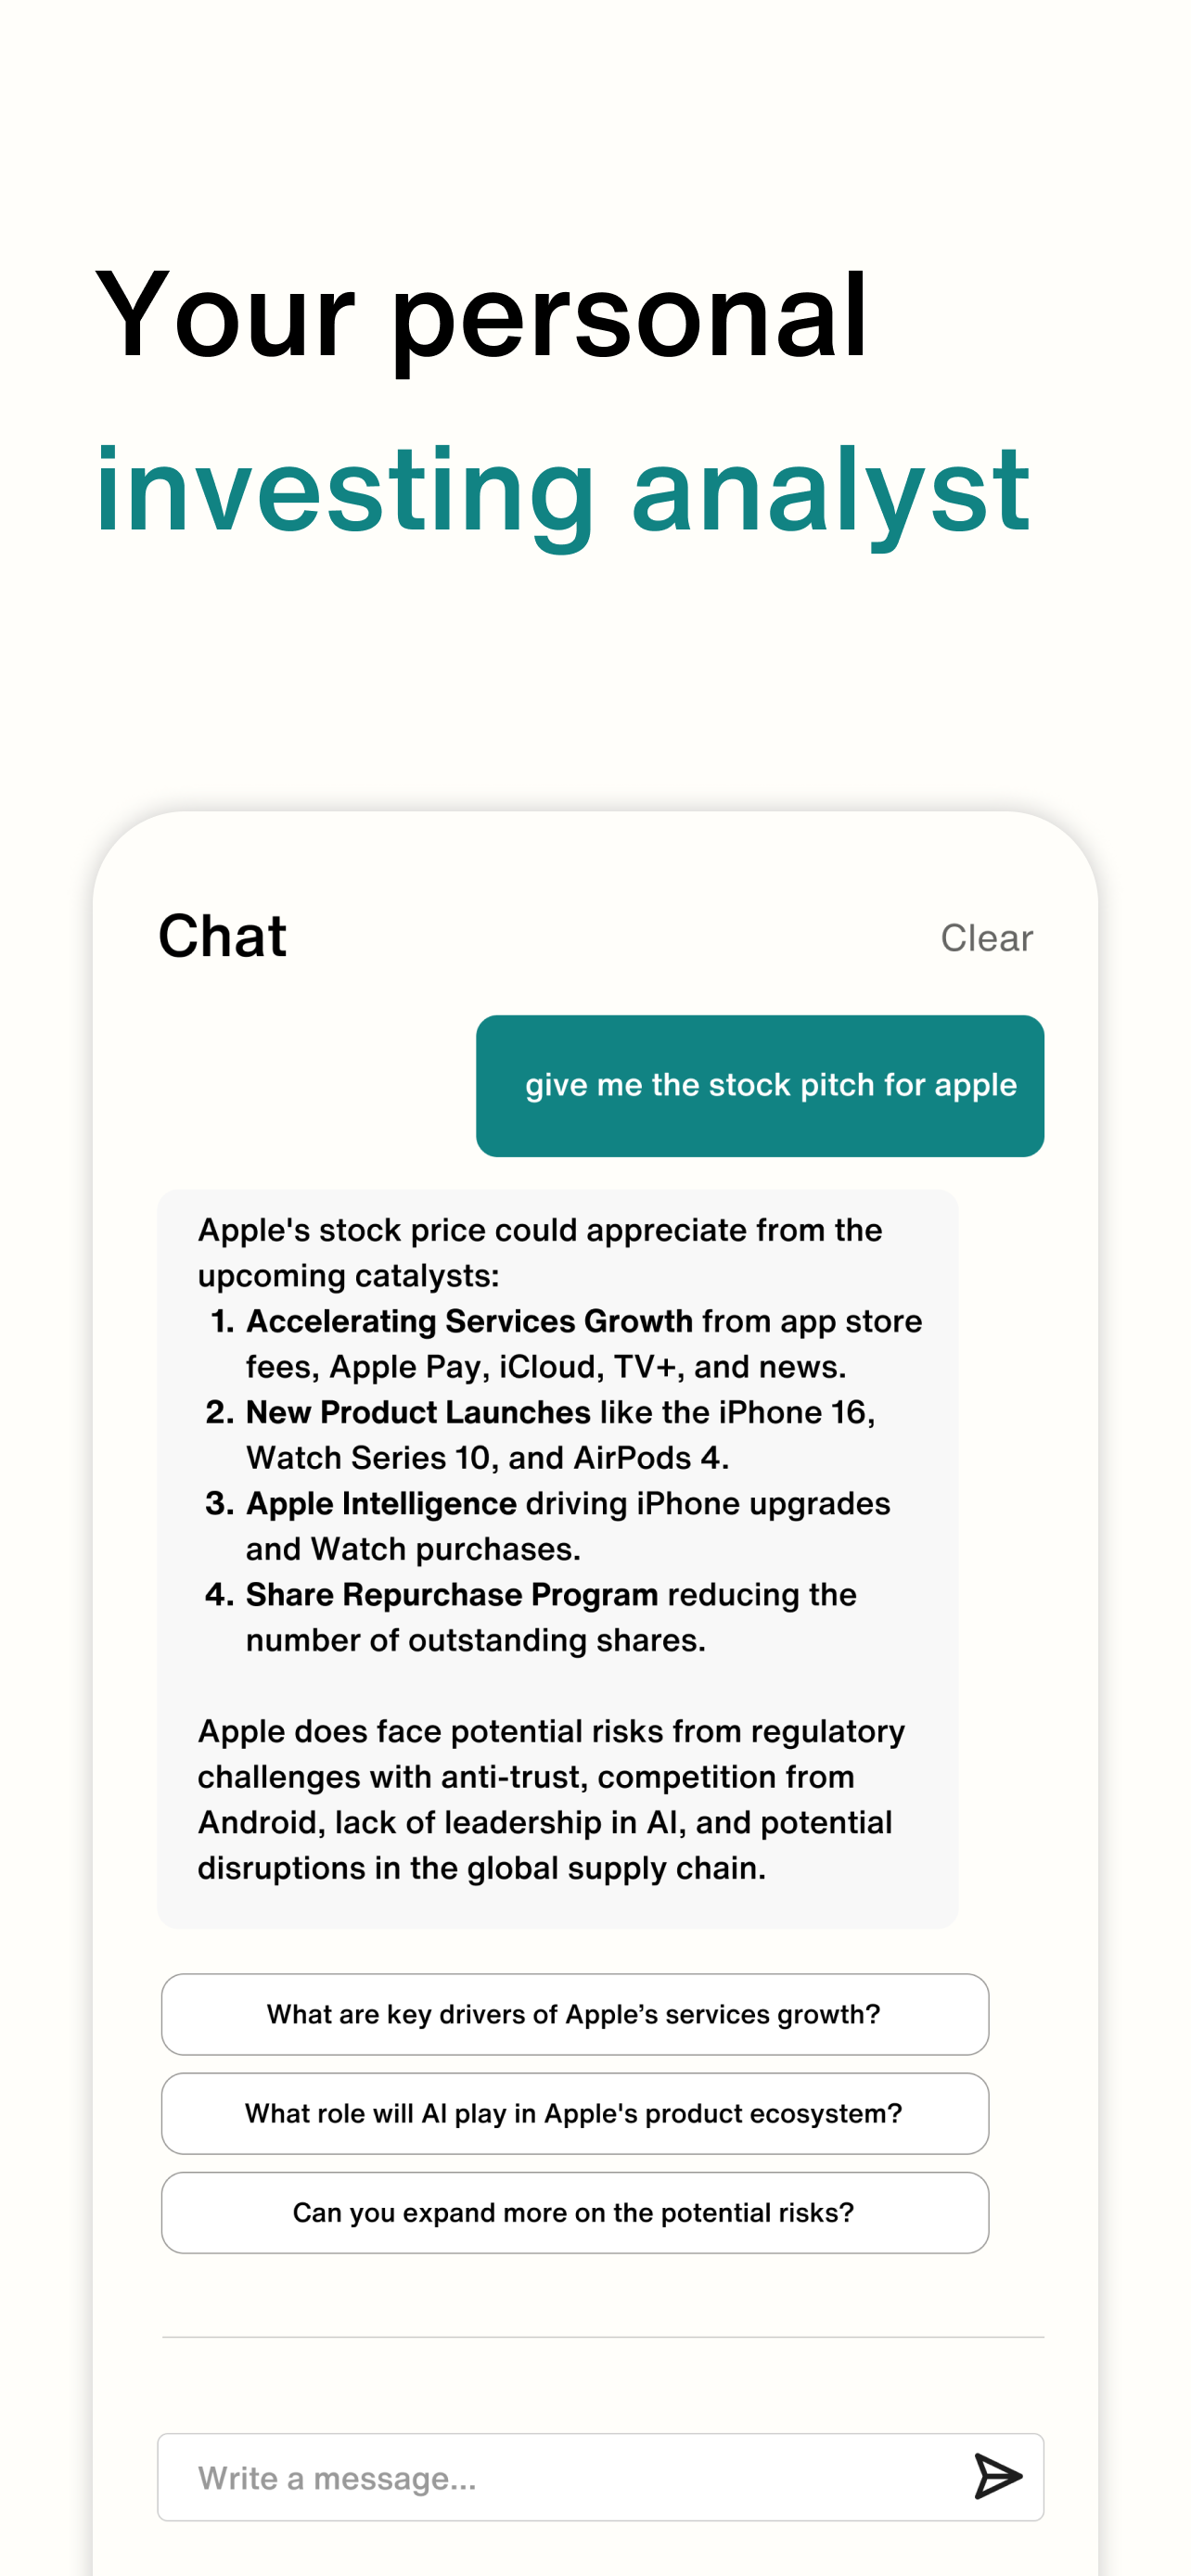 Your personal
investing analyst
Chat
Clear
give me the stock pitch for apple
Apple's stock price could appreciate from the
upcoming catalysts:
1. Accelerating Services Growth from app store
fees, Apple Pay, iCloud, TV+, and news.
2. New Product Launches like the iPhone 16,
Watch Series 10, and AirPods 4.
3. Apple Intelligence driving iPhone upgrades
and Watch purchases.
4. Share Repurchase Program reducing the
number of outstanding shares.
Apple does face potential risks from regulatory
challenges with anti-trust, competition from
Android, lack of leadership in AI, and potential
disruptions in the global supply chain.
What are key drivers of Apple’s services growth?
What role will AI play in Apple's product ecosystem?
Can you expand more on the potential risks?
Write a message...